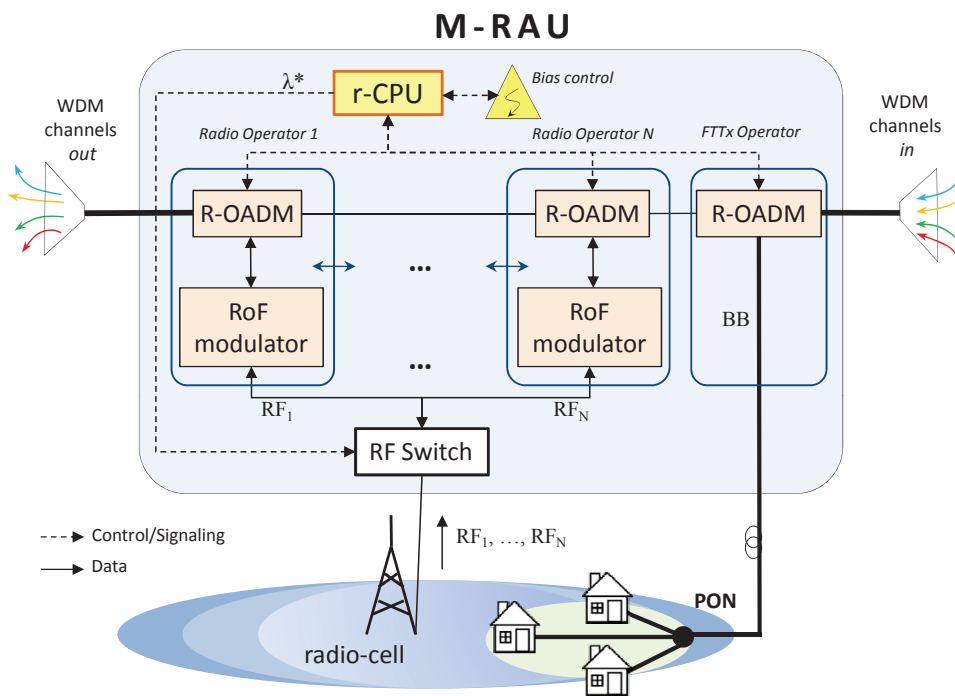 M-RAU
λ*
r-CPU
Bias control
WDM
channels
out
Radio Operator 1
Radio Operator N
FTTx Operator
WDM
channels
in
R-OADM
R-OADM
R-OADM
...
RoF
modulator
RoF
modulator
BB
...
RF1
RFN
RF Switch
Control/Signaling
Data
RF1, ..., RFN
PON
radio-cell